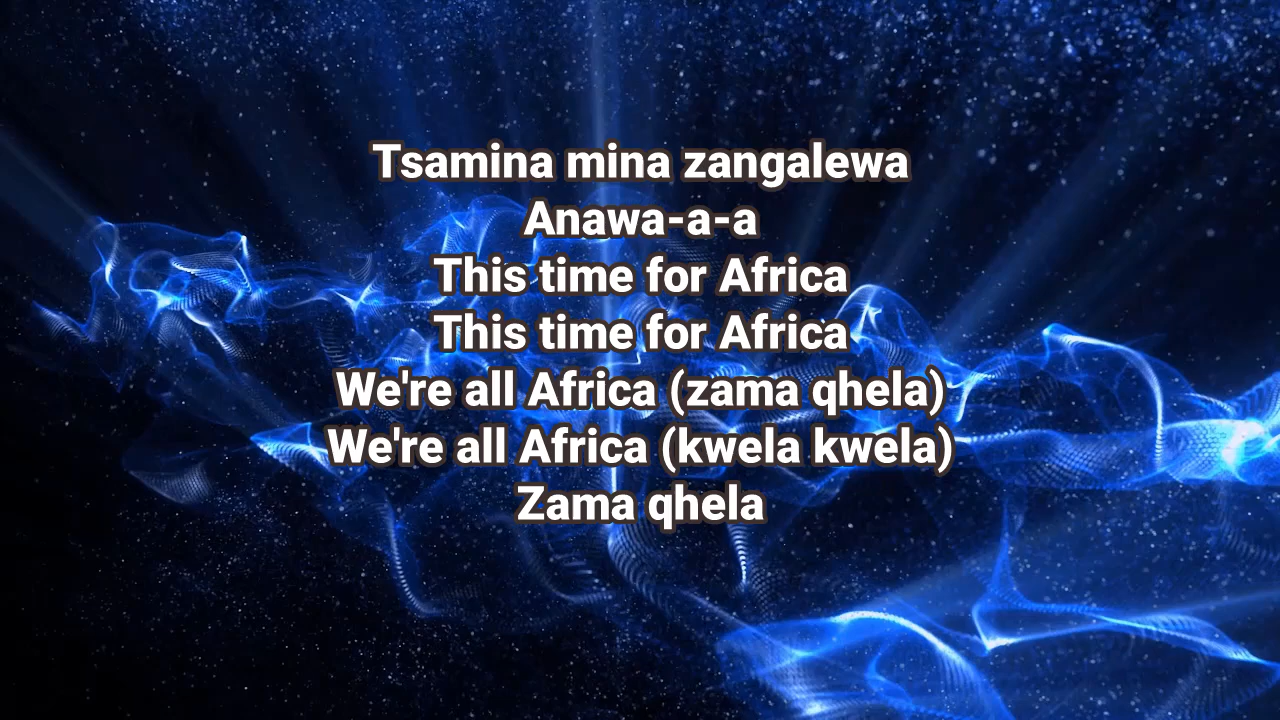 Tsamina mina zangalewa
Anawa-a-a
This time for Africa
This time for Africa
We're all Africa (zama qhela)
We're all Africa (kwela kwela)
Zama qhela